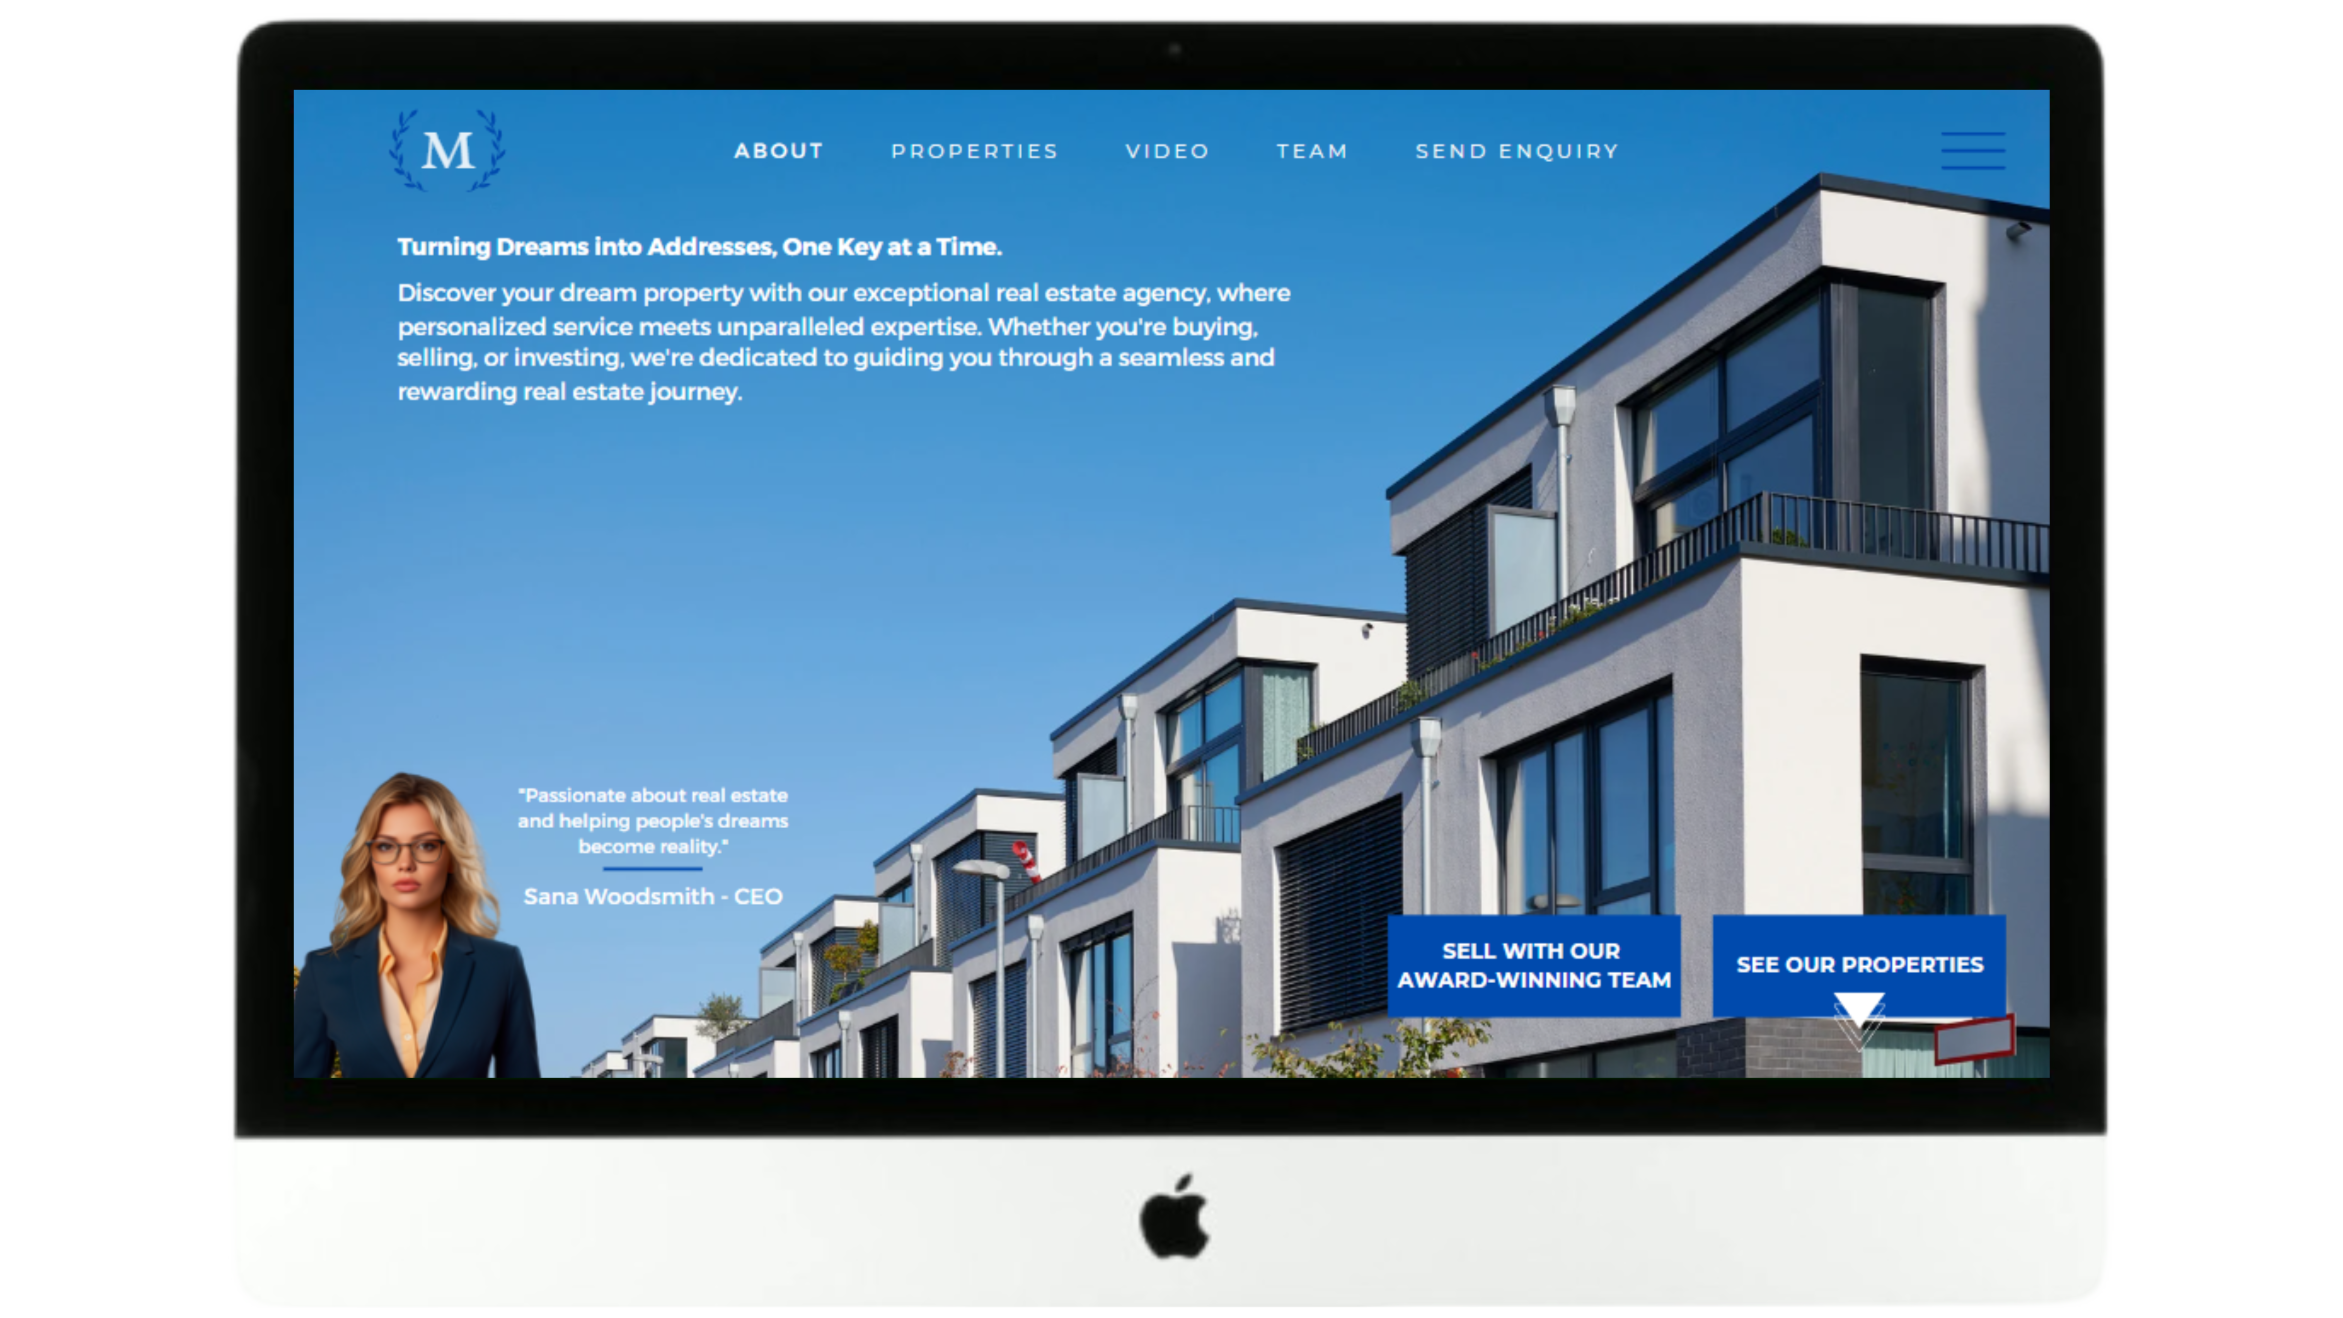 M
ABOUT
PROPERTIES
VIDEO
TEAM
SEND ENQUIRY
Turning Dreams into Addresses, One Key at a Time.
Discover your dream property with our exceptional real estate agency, where
personalized service meets unparalleled expertise. Whether you're buying,
selling, or investing, we're dedicated to guiding you through a seamless and
rewarding real estate journey.
"Passionate about real estate
and helping people's dreams
become reality."
Sana Woodsmith - CEO
SELL WITH OUR
AWARD-WINNING TEAM
SEE OUR PROPERTIES